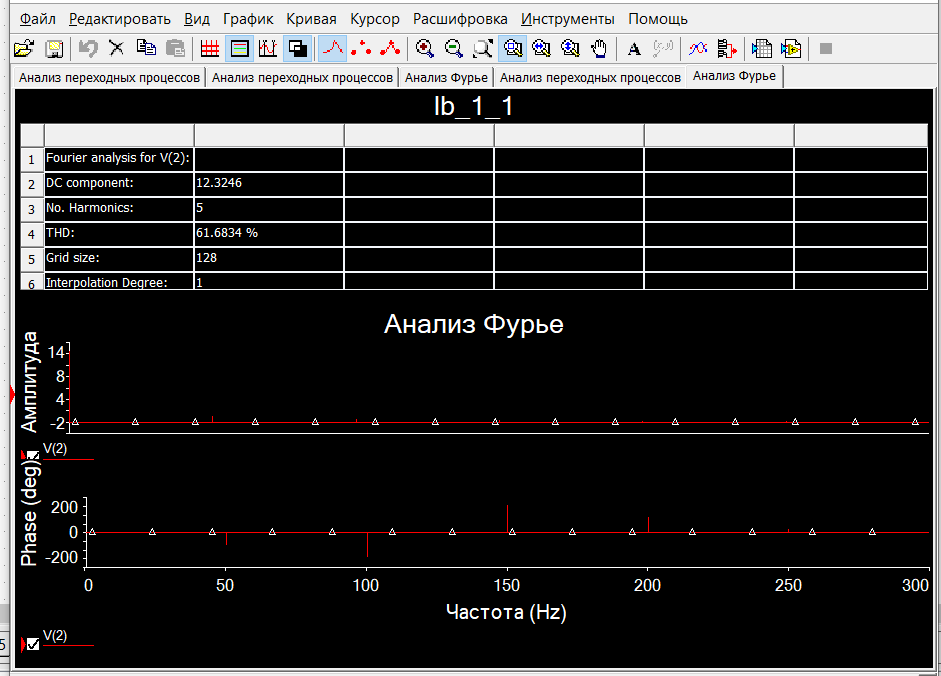 Файл Редактировать Вид График Кривая Курсор Расшифровка Инструменты Помощь
Анализ переходных процессов Анализ переходных процессов Анализ Фурье Анализ переходных процессов Анализ Фурье
lb_1_1
1 Fourier analysis for V(2):
2 DC component: 12.3246
3 No. Harmonics: 5
4 THD: 61.6834 %
5 Grid size: 128
6 Interpolation Degree: 1
Анализ Фурье
Амплитуда
14
8
4
-2
V(2)
Phase (deg)
200
0
-200
0 50 100 150 200 250 300
Частота (Hz)
V(2)
5